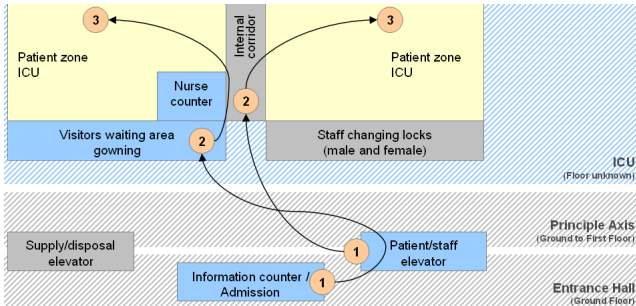 3
Internal
corridor
3
Patient zone
ICU
Patient zone
ICU
Nurse
counter
2
Visitors waiting area
gowning
2
Staff changing locks
(male and female)
ICU
(Floor unknown)
Principle Axis
(Ground to First Floor)
Supply/disposal
elevator
1
Patient/staff
elevator
Information counter /
Admission
1
Entrance Hall
(Ground Floor)